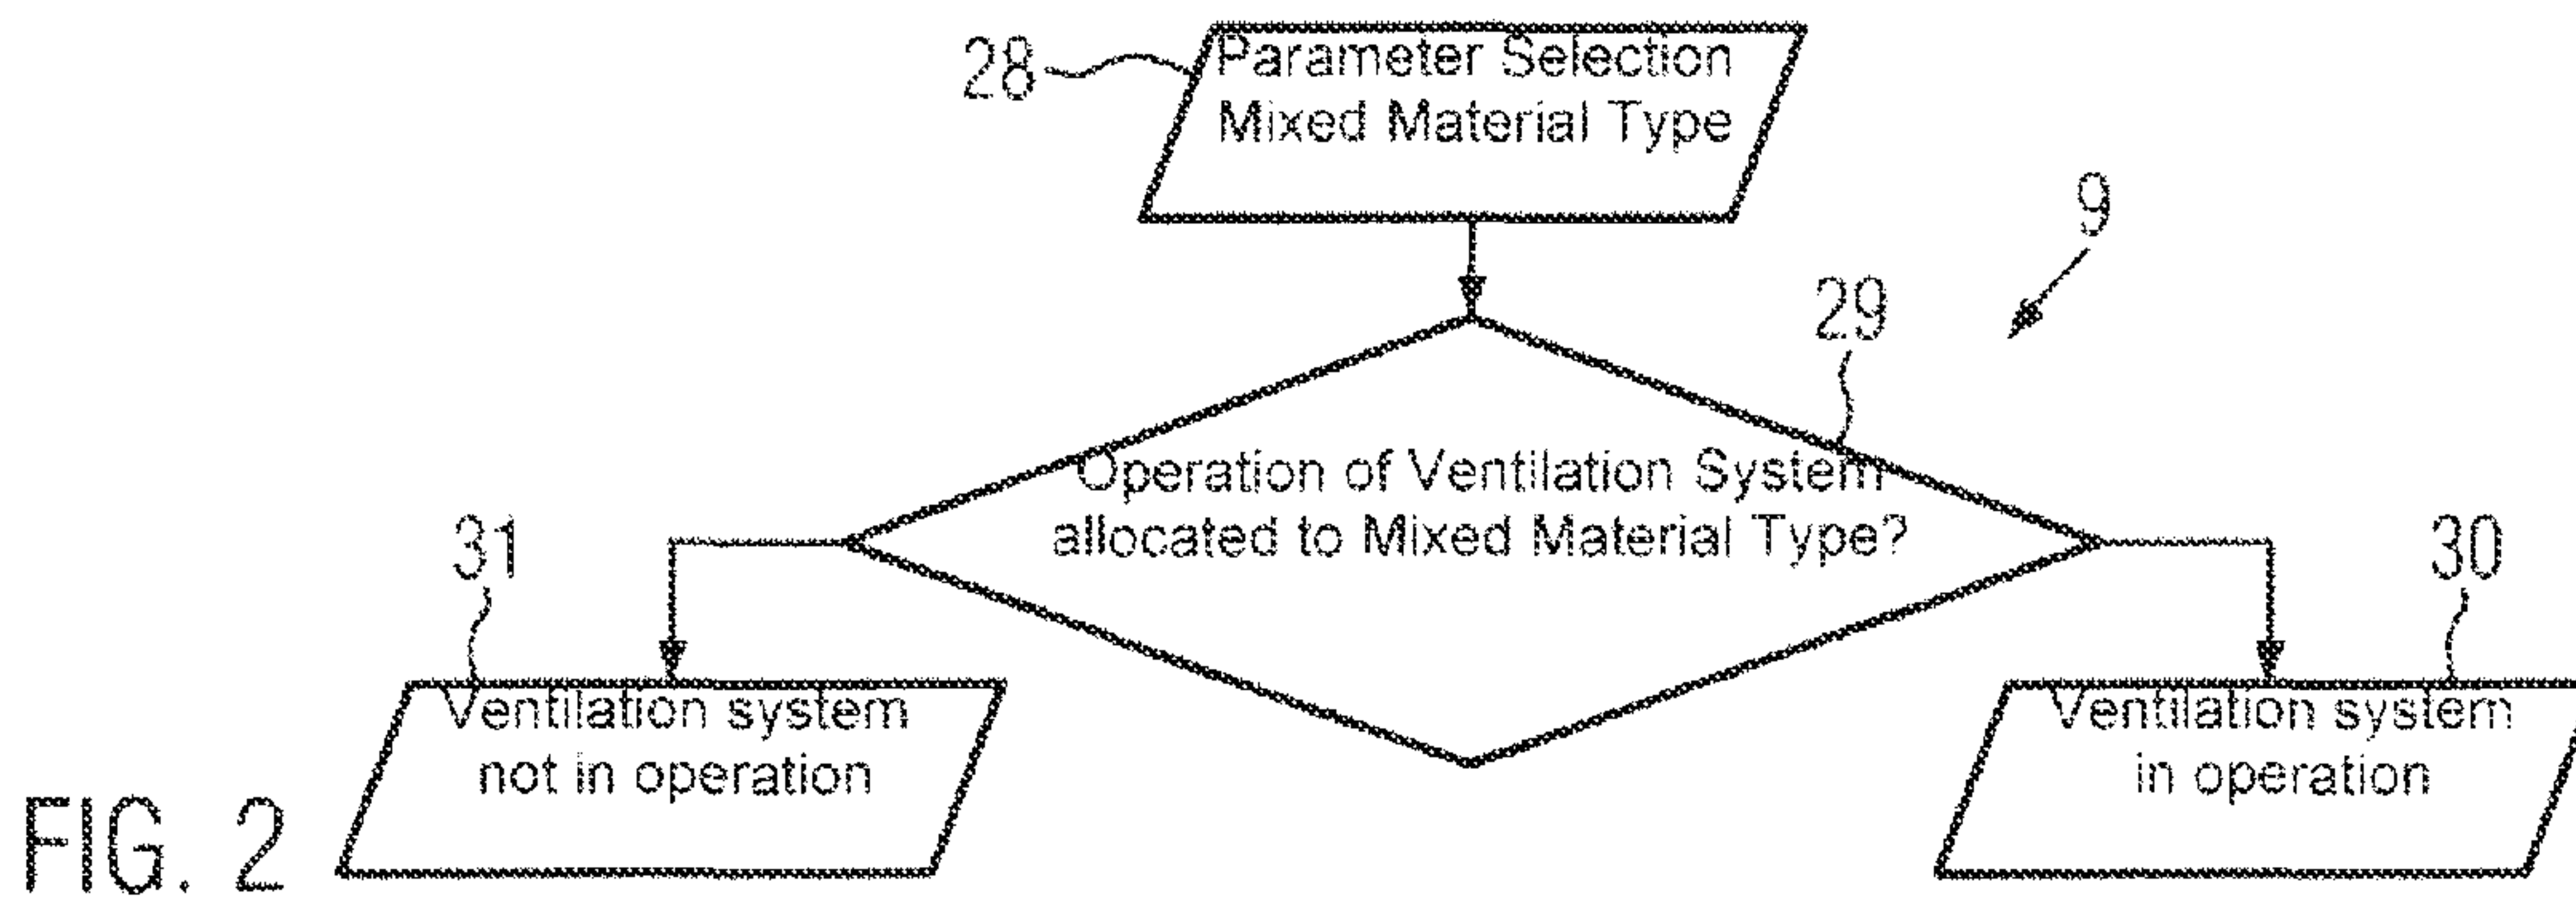 28
Parameter Selection
Mixed Material Type
9
29
Operation of Ventilation System
allocated to Mixed Material Type?
31
30
Ventilation system
not in operation
Ventilation system
in operation
FIG. 2